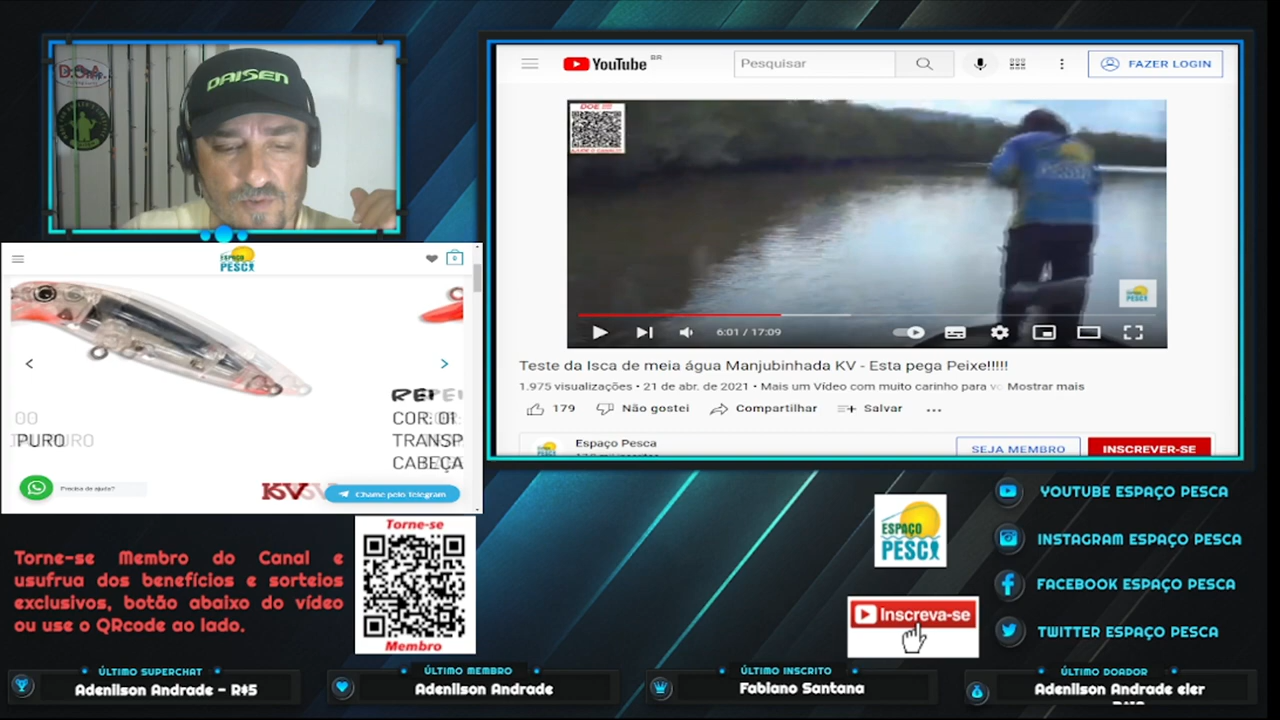 DAISEN
YouTube BR
Pesquisar
FAZER LOGIN
DOE
6:01 / 17:09
Teste da Isca de meia água Manjubinhada KV - Esta pega Peixe!!!!!
1.975 visualizações • 21 de abr. de 2021 • Mais um Vídeo com muito carinho para vo Mostrar mais
179 Não gostei Compartilhar Salvar ...
Espaço Pesca
SEJA MEMBRO
INSCREVER-SE
ESPAÇO
PESCA
0
00
PURO
COR: 01
TRANSP
CABEÇA
KV
Precisa de ajuda?
Chame pelo Telegram
Torne-se Membro do Canal e
usufrua dos benefícios e sorteios
exclusivos, botão abaixo do vídeo
ou use o QRcode ao lado.
Torne-se
Membro
ESPAÇO
PESCA
Inscreva-se
YOUTUBE ESPAÇO PESCA
INSTAGRAM ESPAÇO PESCA
FACEBOOK ESPAÇO PESCA
TWITTER ESPAÇO PESCA
ÚLTIMO SUPERCHAT
Adenilson Andrade - R$5
ÚLTIMO MEMBRO
Adenilson Andrade
ÚLTIMO INSCRITO
Fabiano Santana
ÚLTIMO DOADOR
Adenilson Andrade eler